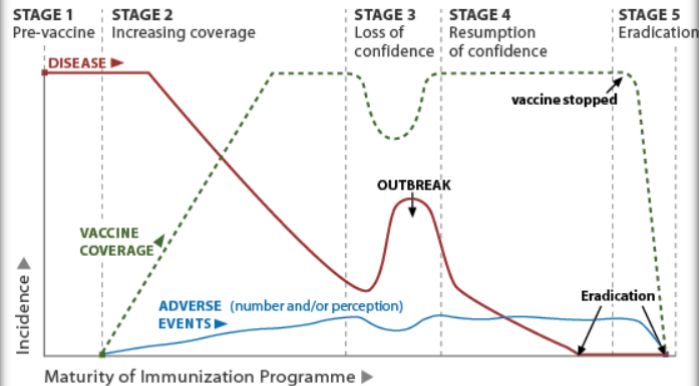 STAGE 1
Pre-vaccine
STAGE 2
Increasing coverage
STAGE 3
Loss of
confidence
STAGE 4
Resumption
of confidence
STAGE 5
Eradication
DISEASE ►
vaccine stopped
OUTBREAK
VACCINE
COVERAGE
ADVERSE (number and/or perception)
EVENTS ►
Eradication
Incidence ►
Maturity of Immunization Programme ►